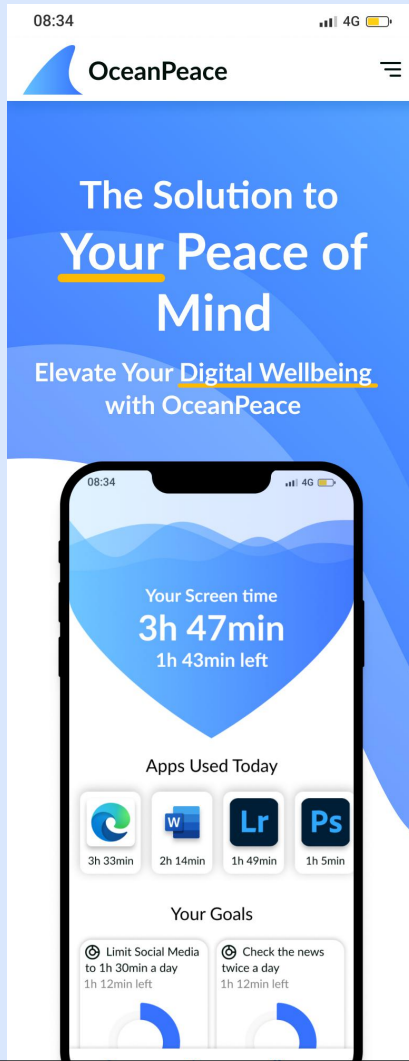 08:34
4G
OceanPeace
The Solution to
Your Peace of
Mind
Elevate Your Digital Wellbeing
with OceanPeace
08:34
4G
Your Screen time
3h 47min
1h 43min left
Apps Used Today
W
Lr
Ps
3h 33min
2h 14min
1h 49min
1h 5min
Your Goals
Limit Social Media
to 1h 30min a day
1h 12min left
Check the news
twice a day
1h 12min left